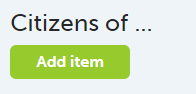 Citizens of ...
Add item